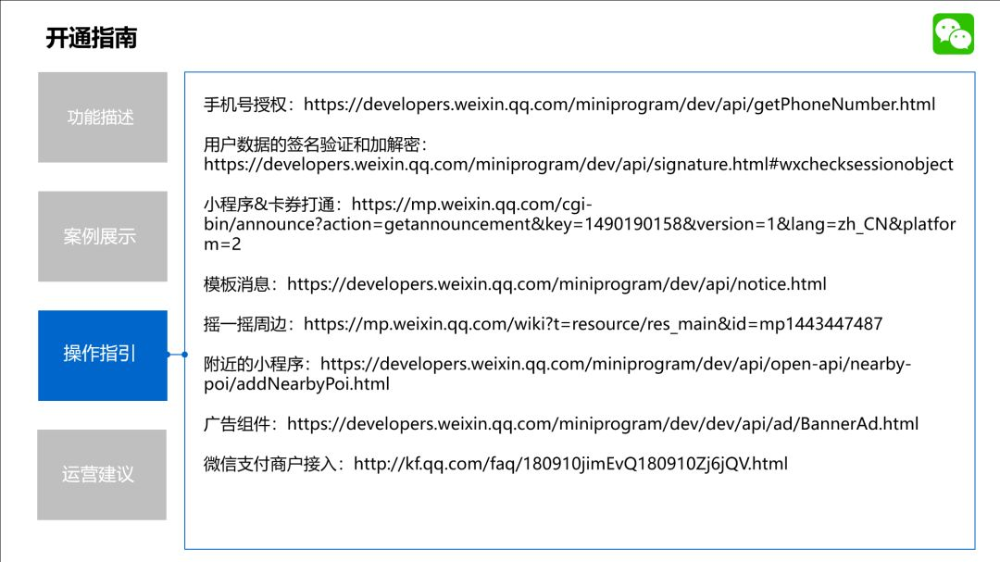 开通指南
功能描述
案例展示
操作指引
运营建议
手机号授权：https://developers.weixin.qq.com/miniprogram/dev/api/getPhoneNumber.html
用户数据的签名验证和加解密：
https://developers.weixin.qq.com/miniprogram/dev/api/signature.html#wxchecksessionobject
小程序&卡券打通：https://mp.weixin.qq.com/cgi-
bin/announce?action=getannouncement&key=1490190158&version=1&lang=zh_CN&platfor
m=2
模板消息：https://developers.weixin.qq.com/miniprogram/dev/api/notice.html
摇一摇周边：https://mp.weixin.qq.com/wiki?t=resource/res_main&id=mp1443447487
附近的小程序：https://developers.weixin.qq.com/miniprogram/dev/api/open-api/nearby-
poi/addNearbyPoi.html
广告组件：https://developers.weixin.qq.com/miniprogram/dev/dev/api/ad/BannerAd.html
微信支付商户接入：http://kf.qq.com/faq/180910jimEvQ180910Zj6jQV.html